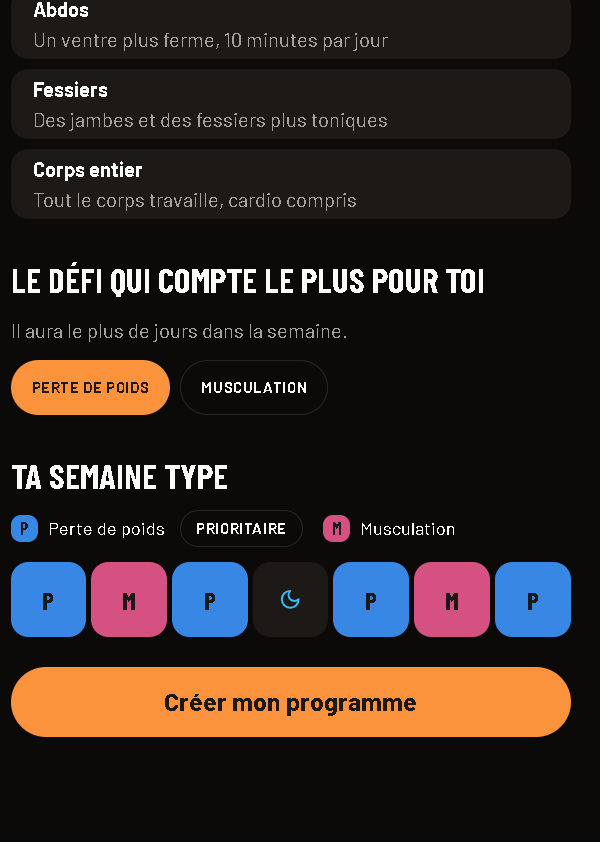 Abdos
Un ventre plus ferme, 10 minutes par jour
Fessiers
Des jambes et des fessiers plus toniques
Corps entier
Tout le corps travaille, cardio compris
LE DÉFI QUI COMPTE LE PLUS POUR TOI
Il aura le plus de jours dans la semaine.
PERTE DE POIDS MUSCULATION
TA SEMAINE TYPE
P Perte de poids PRIORITAIRE M Musculation
P M P P M P
Créer mon programme